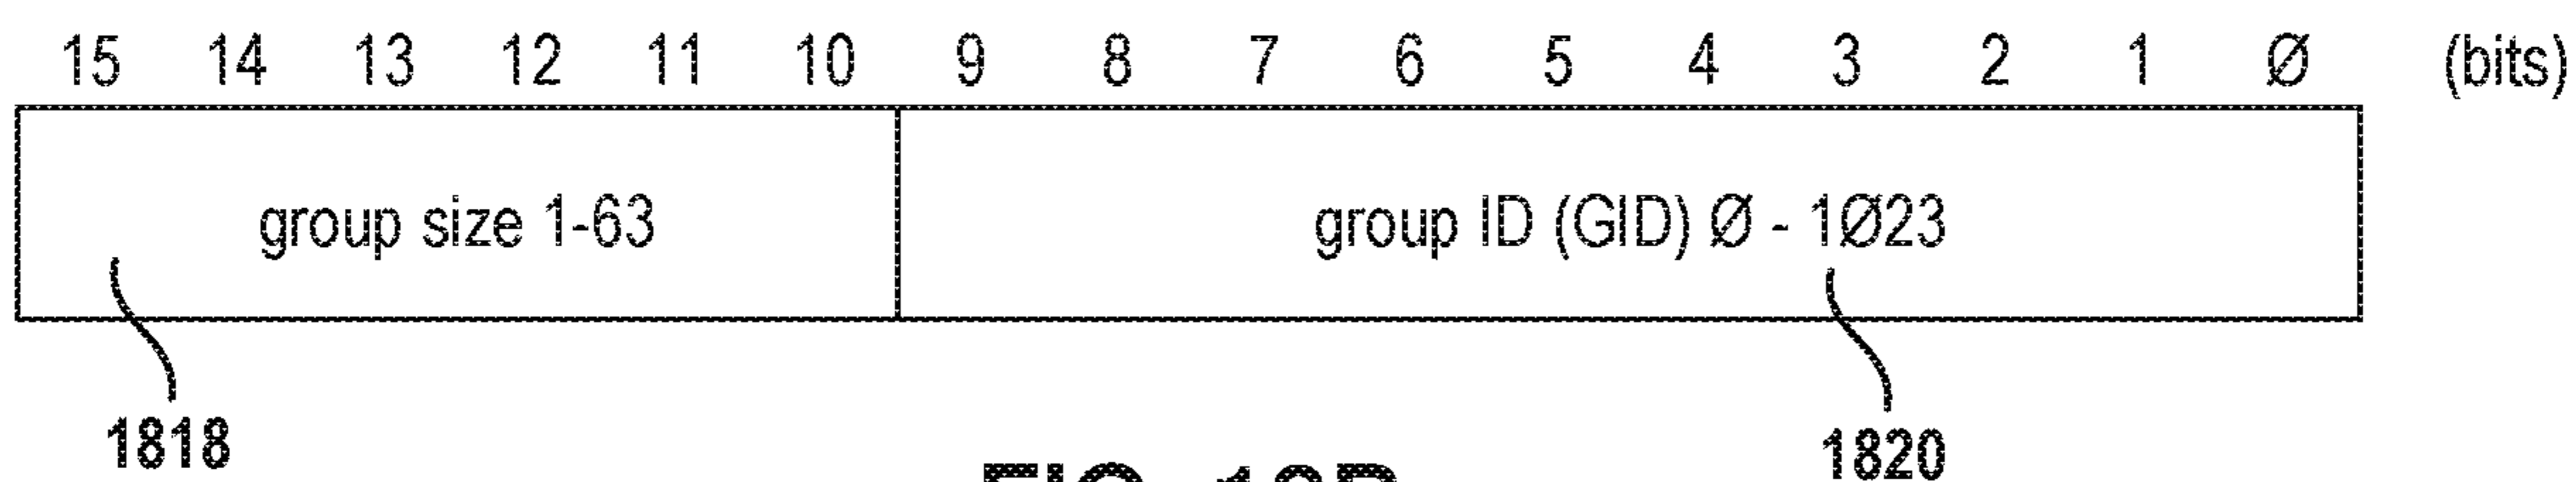 15 14 13 12 11 10 9 8 7 6 5 4 3 2 1 Ø (bits)
group size 1-63 group ID (GID) Ø - 1Ø23
1818 1820